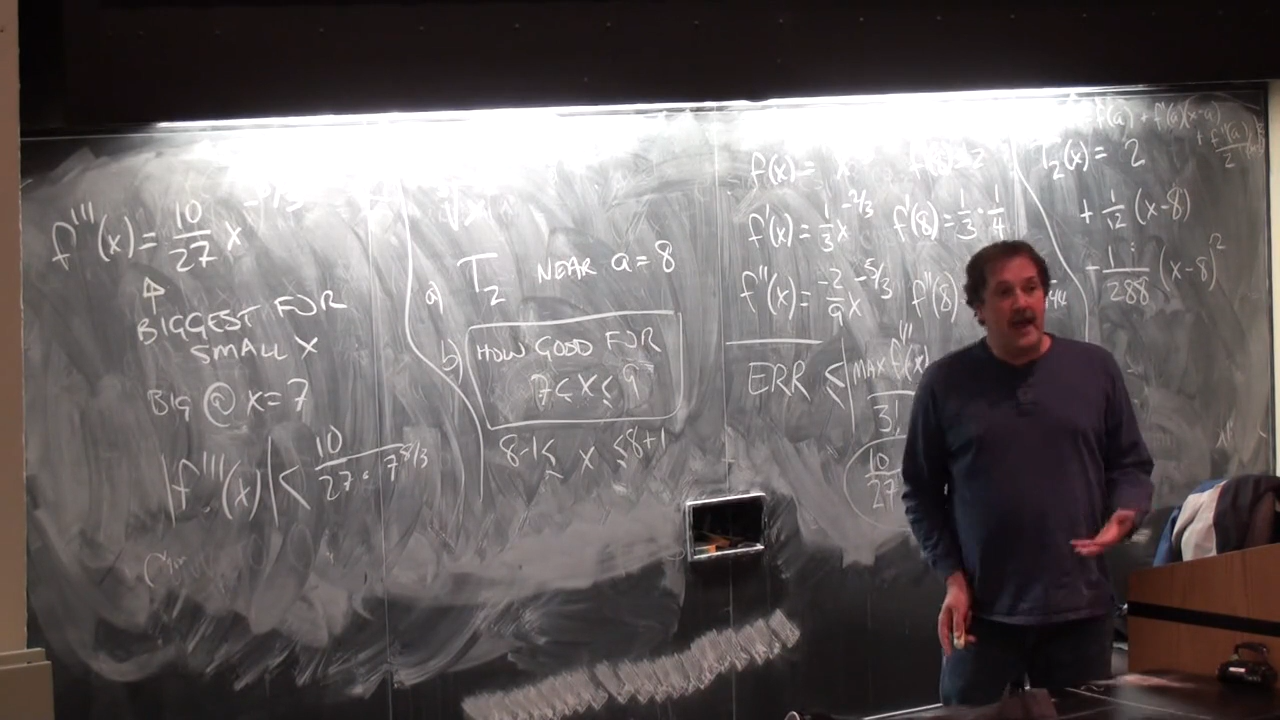 f'''(x) = 10/27 x
BIGGEST FOR
SMALL X
BIG @ x=7
|f'''(x)| < 10/(27 · 7^8/3)
a) T₂ NEAR a=8
b) HOW GOOD FOR
7 ≤ x ≤ 9
8-1 ≤ x ≤ 8+1
f(x) =
f'(x) = 1/3 x^-2/3 f'(8) = 1/3 · 1/4
f''(x) = -2/9 x^-5/3 f''(8)
ERR ≤ | MAX f'''(x)
3!
10/27
= f(a) + f'(a)(x-a)
+ f''(a)/2
T₂(x) = 2
+ 1/12 (x-8)
- 1/288 (x-8)²